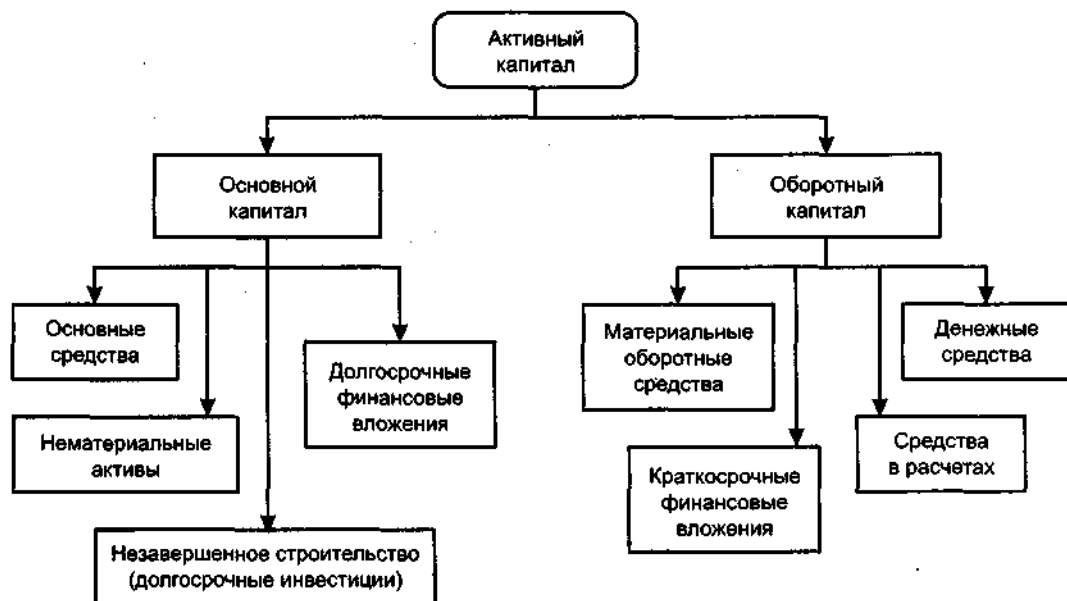 Активный
капитал
Основной
капитал
Оборотный
капитал
Основные
средства
Нематериальные
активы
Незавершенное строительство
(долгосрочные инвестиции)
Долгосрочные
финансовые
вложения
Материальные
оборотные
средства
Краткосрочные
финансовые
вложения
Средства
в расчетах
Денежные
средства